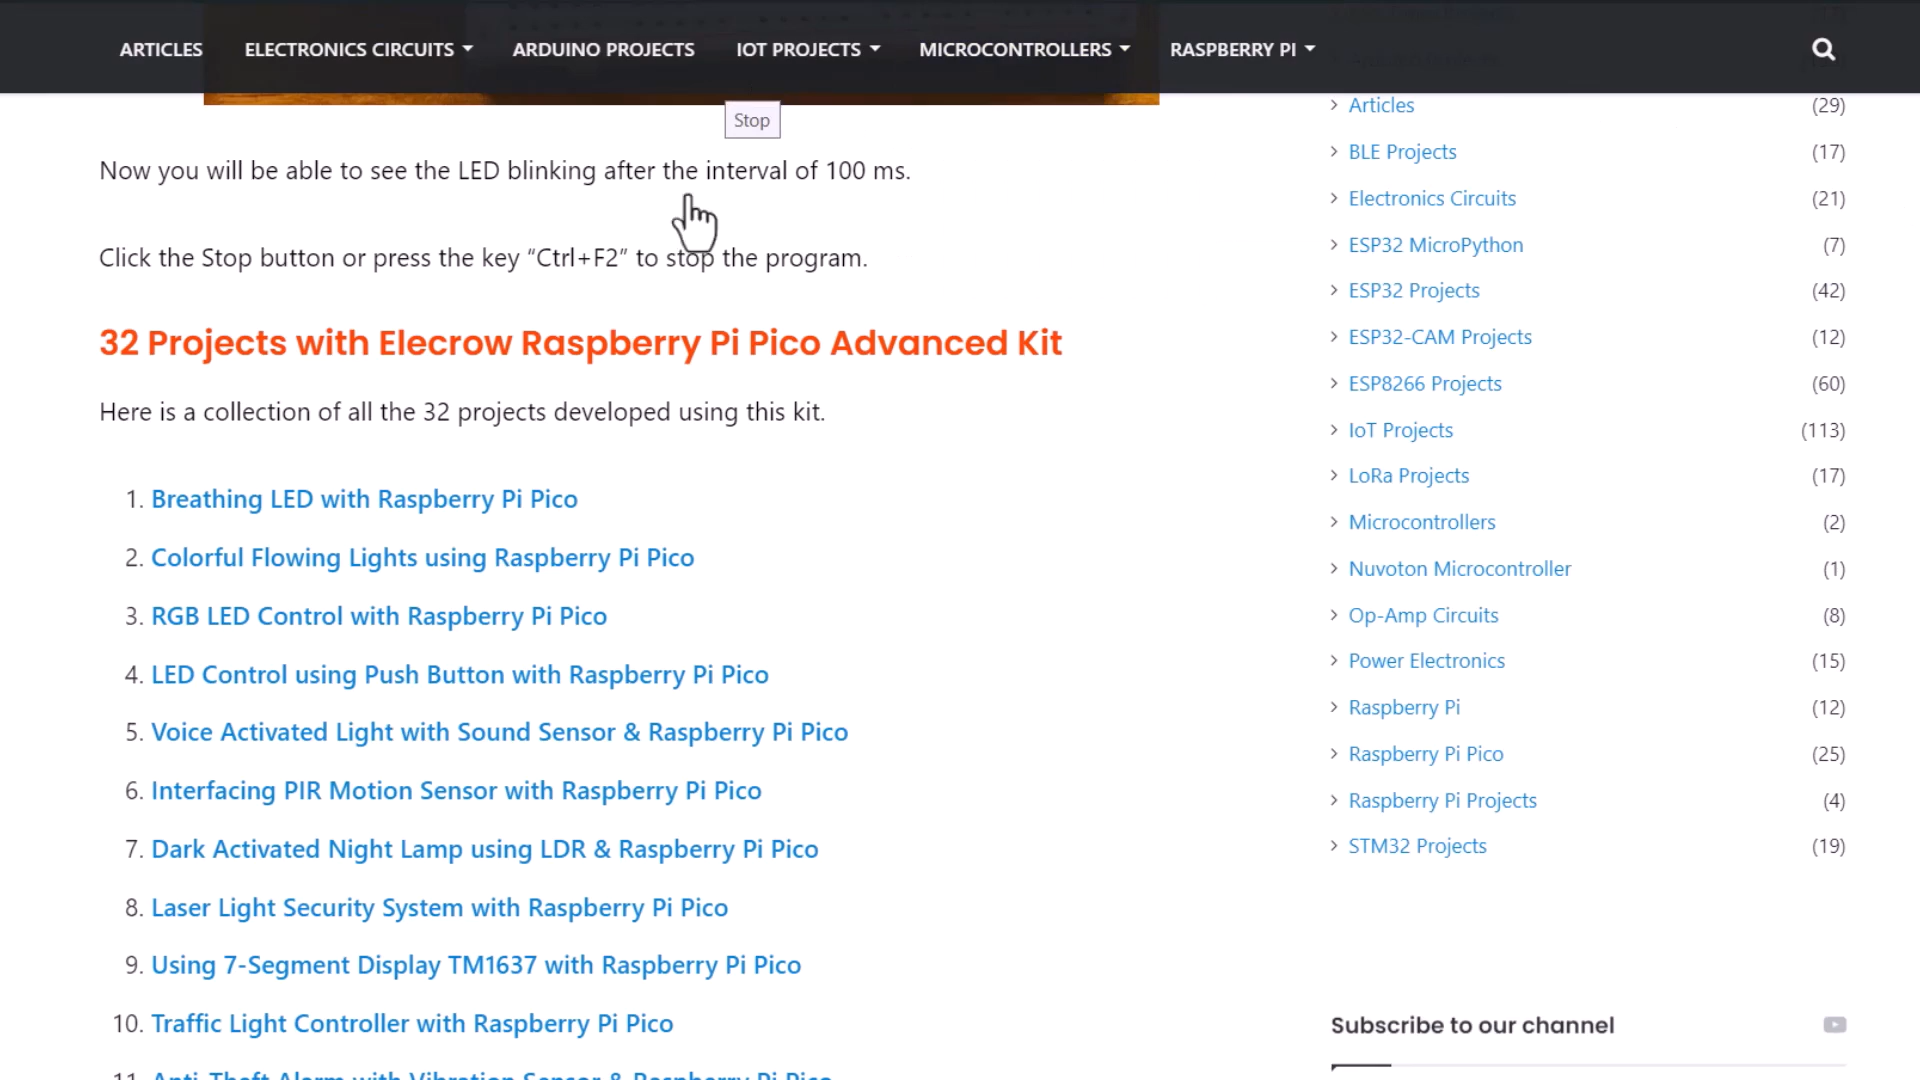 ARTICLES ELECTRONICS CIRCUITS ARDUINO PROJECTS IOT PROJECTS MICROCONTROLLERS RASPBERRY PI
Stop
Now you will be able to see the LED blinking after the interval of 100 ms.
Click the Stop button or press the key “Ctrl+F2” to stop the program.
32 Projects with Elecrow Raspberry Pi Pico Advanced Kit
Here is a collection of all the 32 projects developed using this kit.
1. Breathing LED with Raspberry Pi Pico
2. Colorful Flowing Lights using Raspberry Pi Pico
3. RGB LED Control with Raspberry Pi Pico
4. LED Control using Push Button with Raspberry Pi Pico
5. Voice Activated Light with Sound Sensor & Raspberry Pi Pico
6. Interfacing PIR Motion Sensor with Raspberry Pi Pico
7. Dark Activated Night Lamp using LDR & Raspberry Pi Pico
8. Laser Light Security System with Raspberry Pi Pico
9. Using 7-Segment Display TM1637 with Raspberry Pi Pico
10. Traffic Light Controller with Raspberry Pi Pico
11. Anti-Theft Alarm with Vibration Sensor & Raspberry Pi Pico
Articles (29)
BLE Projects (17)
Electronics Circuits (21)
ESP32 MicroPython (7)
ESP32 Projects (42)
ESP32-CAM Projects (12)
ESP8266 Projects (60)
IoT Projects (113)
LoRa Projects (17)
Microcontrollers (2)
Nuvoton Microcontroller (1)
Op-Amp Circuits (8)
Power Electronics (15)
Raspberry Pi (12)
Raspberry Pi Pico (25)
Raspberry Pi Projects (4)
STM32 Projects (19)
Subscribe to our channel